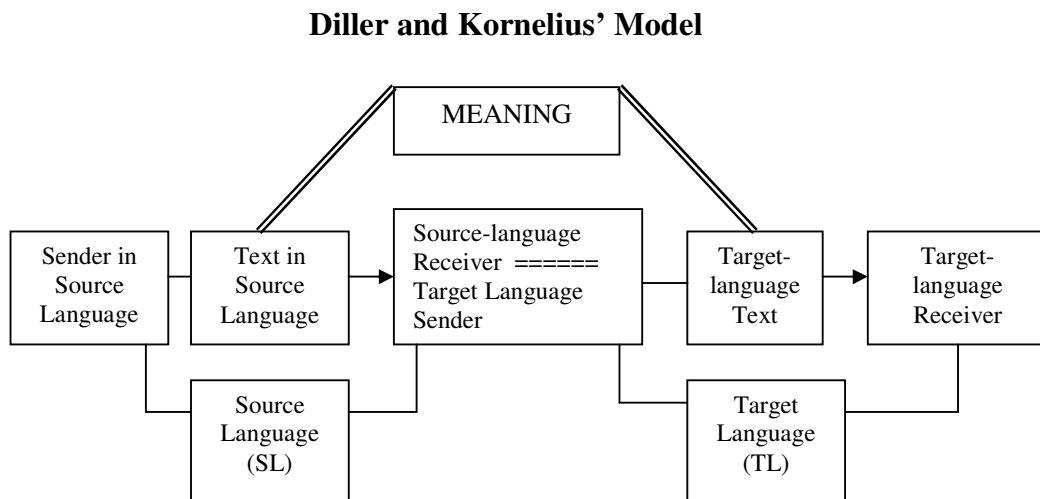 Diller and Kornelius’ Model
MEANING
Sender in
Source
Language
Text in
Source
Language
Source-language
Receiver ======
Target Language
Sender
Target-
language
Text
Target-
language
Receiver
Source
Language
(SL)
Target
Language
(TL)